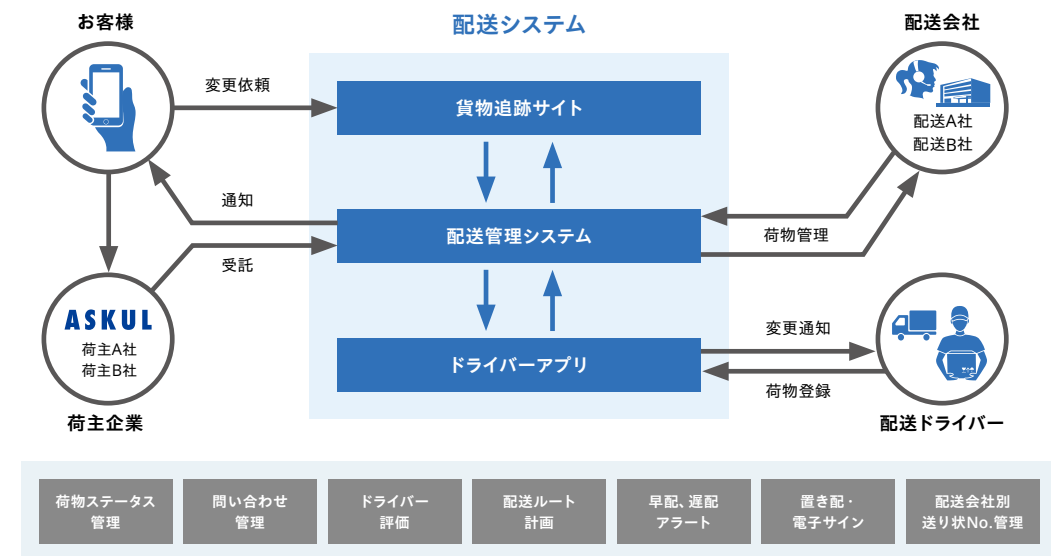 お客様
配送システム
配送会社
変更依頼
貨物追跡サイト
配送A社
配送B社
通知
配送管理システム
荷物管理
受託
ASKUL
荷主A社
荷主B社
ドライバーアプリ
変更通知
荷物登録
荷主企業
配送ドライバー
荷物ステータス
管理
問い合わせ
管理
ドライバー
評価
配送ルート
計画
早配、遅配
アラート
置き配・
電子サイン
配送会社別
送り状No.管理